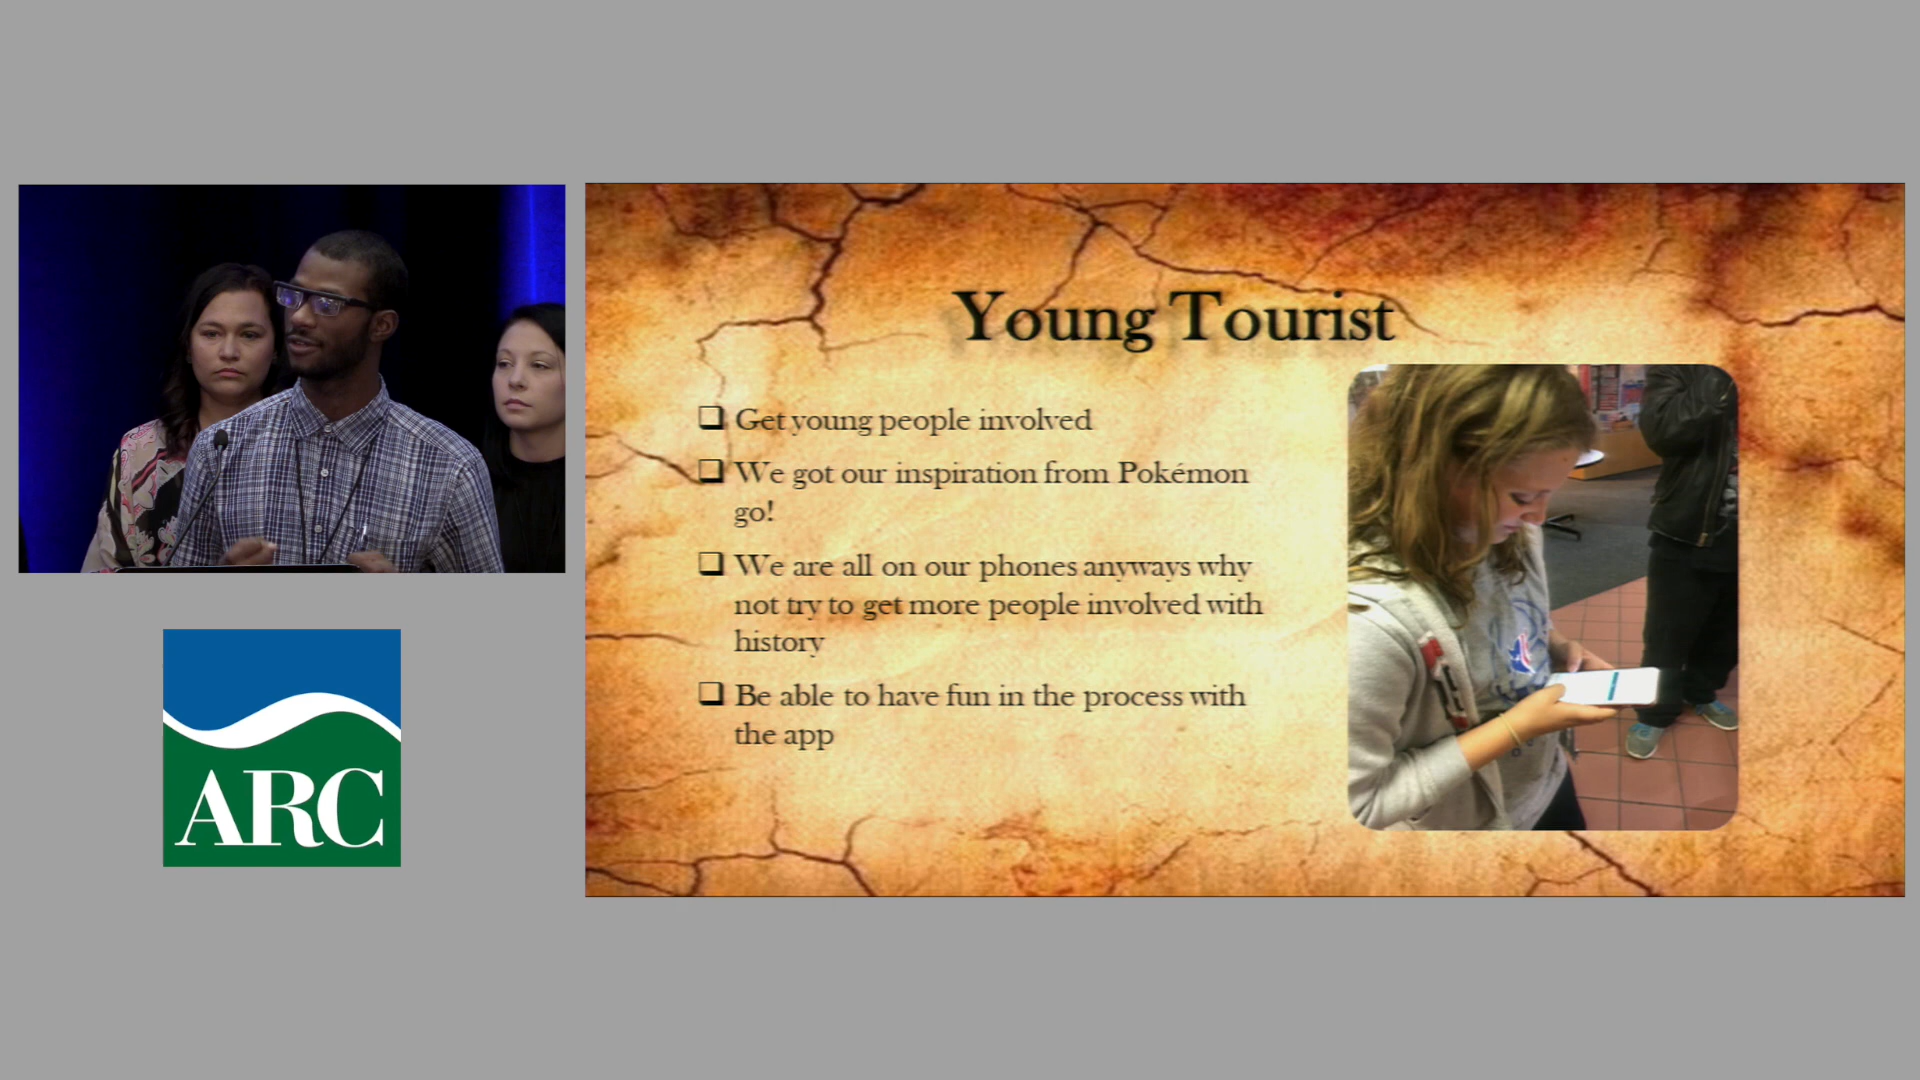 Young Tourist
Get young people involved
We got our inspiration from Pokémon
go!
We are all on our phones anyways why
not try to get more people involved with
history
Be able to have fun in the process with
the app
ARC